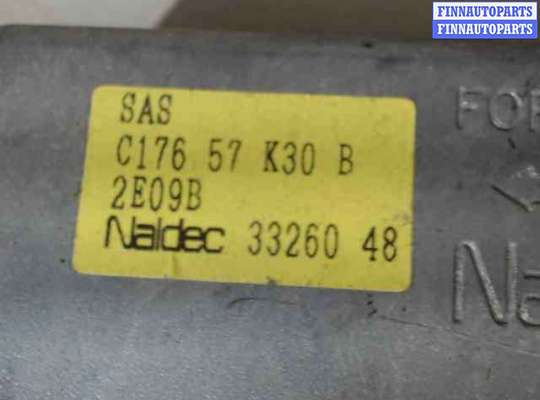 FINNAUTOPARTS
FINNAUTOPARTS
SAS
C176 57 K30 B
2E09B
Naldec 33260 48